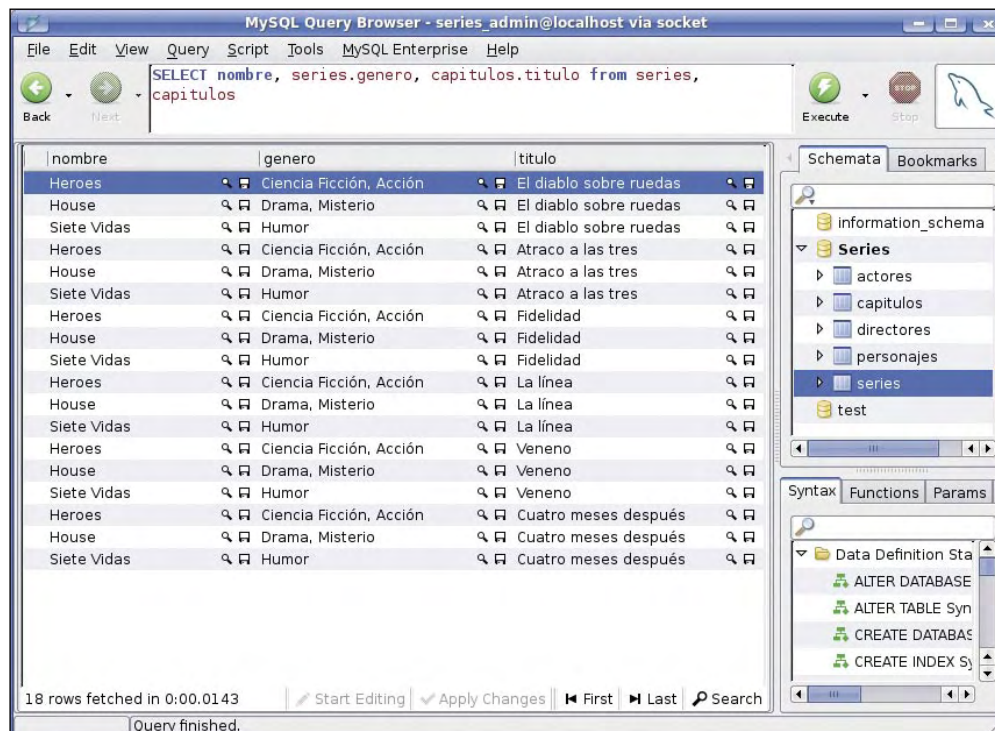 MySQL Query Browser - series_admin@localhost via socket
File Edit View Query Script Tools MySQL Enterprise Help
SELECT nombre, series.genero, capitulos.titulo from series,
capitulos
Back Next Execute STOP Stop
nombre genero titulo
Heroes Ciencia Ficción, Acción El diablo sobre ruedas
House Drama, Misterio El diablo sobre ruedas
Siete Vidas Humor El diablo sobre ruedas
Heroes Ciencia Ficción, Acción Atraco a las tres
House Drama, Misterio Atraco a las tres
Siete Vidas Humor Atraco a las tres
Heroes Ciencia Ficción, Acción Fidelidad
House Drama, Misterio Fidelidad
Siete Vidas Humor Fidelidad
Heroes Ciencia Ficción, Acción La línea
House Drama, Misterio La línea
Siete Vidas Humor La línea
Heroes Ciencia Ficción, Acción Veneno
House Drama, Misterio Veneno
Siete Vidas Humor Veneno
Heroes Ciencia Ficción, Acción Cuatro meses después
House Drama, Misterio Cuatro meses después
Siete Vidas Humor Cuatro meses después
18 rows fetched in 0:00.0143 Start Editing Apply Changes First Last Search
Query finished.
Schemata Bookmarks
information_schema
Series
actores
capitulos
directores
personajes
series
test
Syntax Functions Params
Data Definition Sta
ALTER DATABASE
ALTER TABLE Syn
CREATE DATABAS
CREATE INDEX Sy